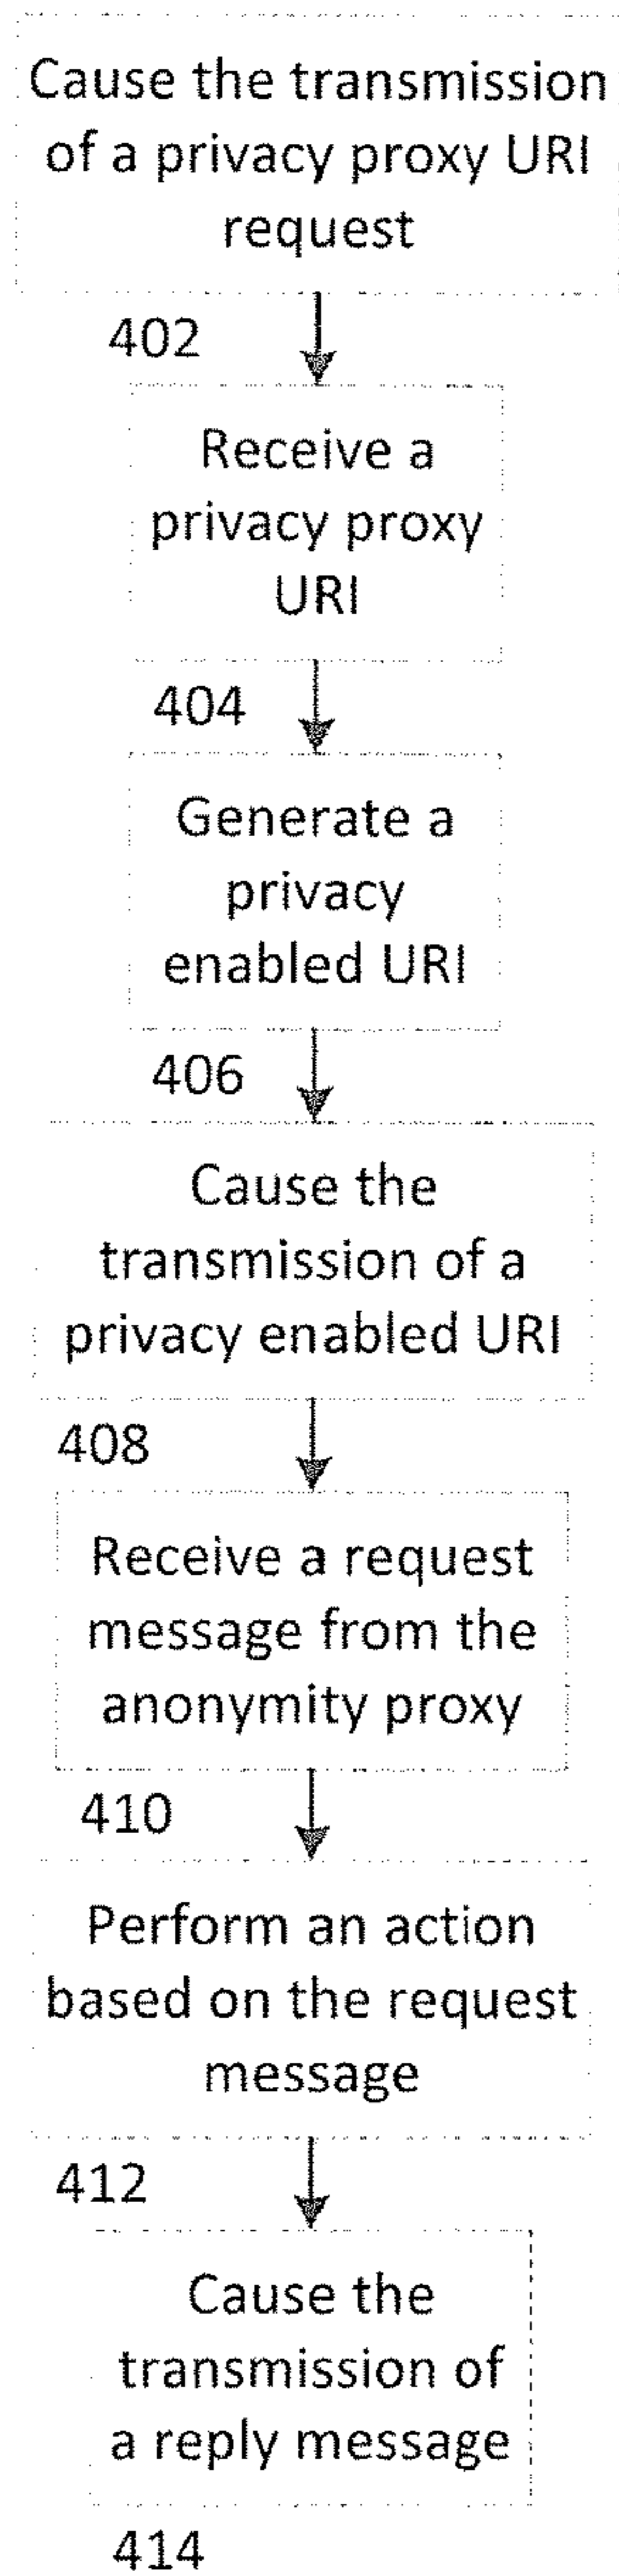 Cause the transmission
of a privacy proxy URI
request
402
Receive a
privacy proxy
URI
404
Generate a
privacy
enabled URI
406
Cause the
transmission of a
privacy enabled URI
408
Receive a request
message from the
anonymity proxy
410
Perform an action
based on the request
message
412
Cause the
transmission of
a reply message
414